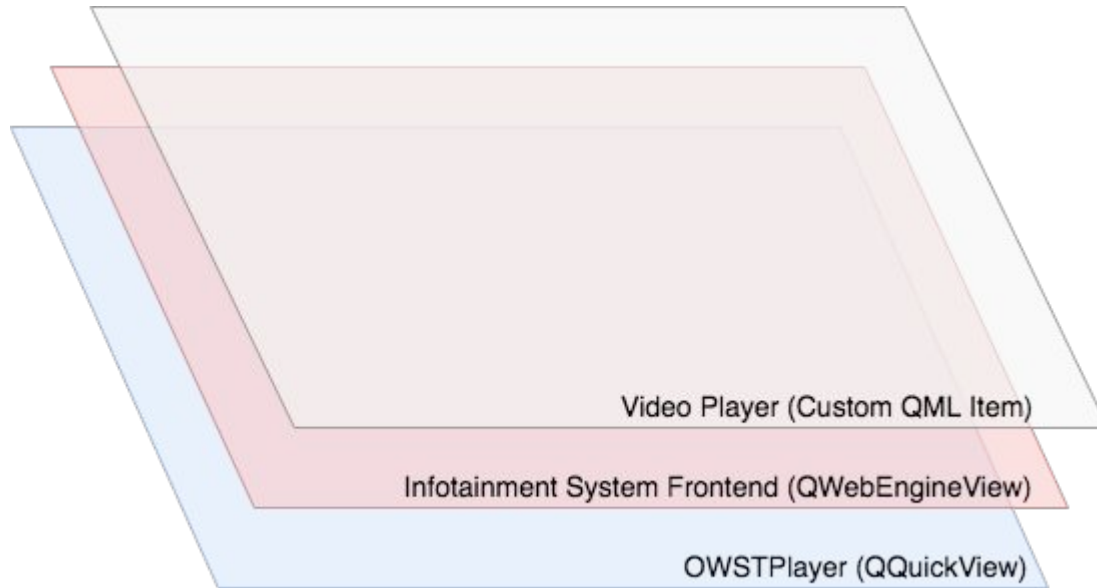 Video Player (Custom QML Item)
Infotainment System Frontend (QWebEngineView)
OWSTPlayer (QQuickView)